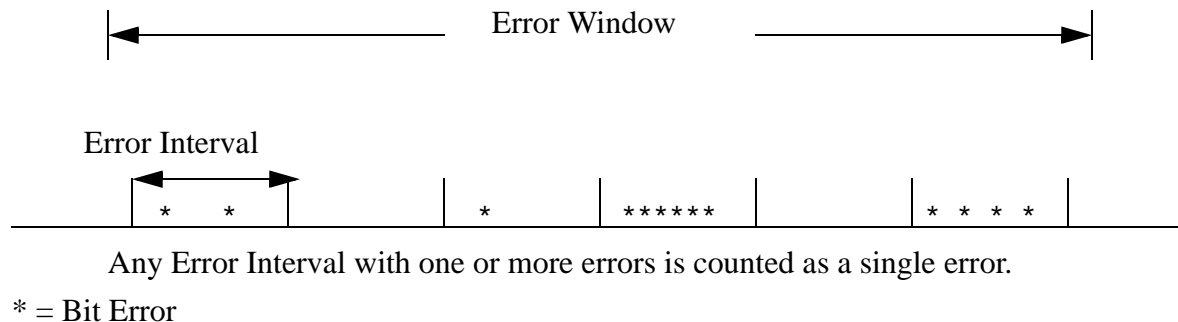 Error Window
Error Interval
* * * ****** * * * *
Any Error Interval with one or more errors is counted as a single error.
* = Bit Error